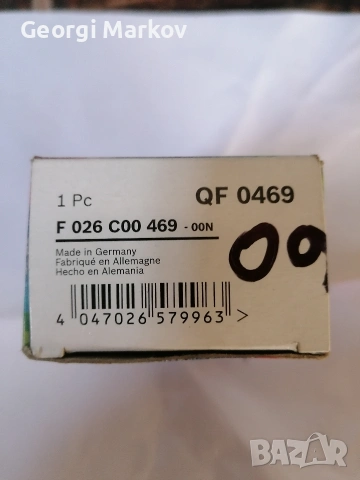 Georgi Markov
1 Pc
QF 0469
F 026 C00 469 - 00N
Made in Germany
Fabriqué en Allemagne
Hecho en Alemania
4 047026 579963 >
BAZAR